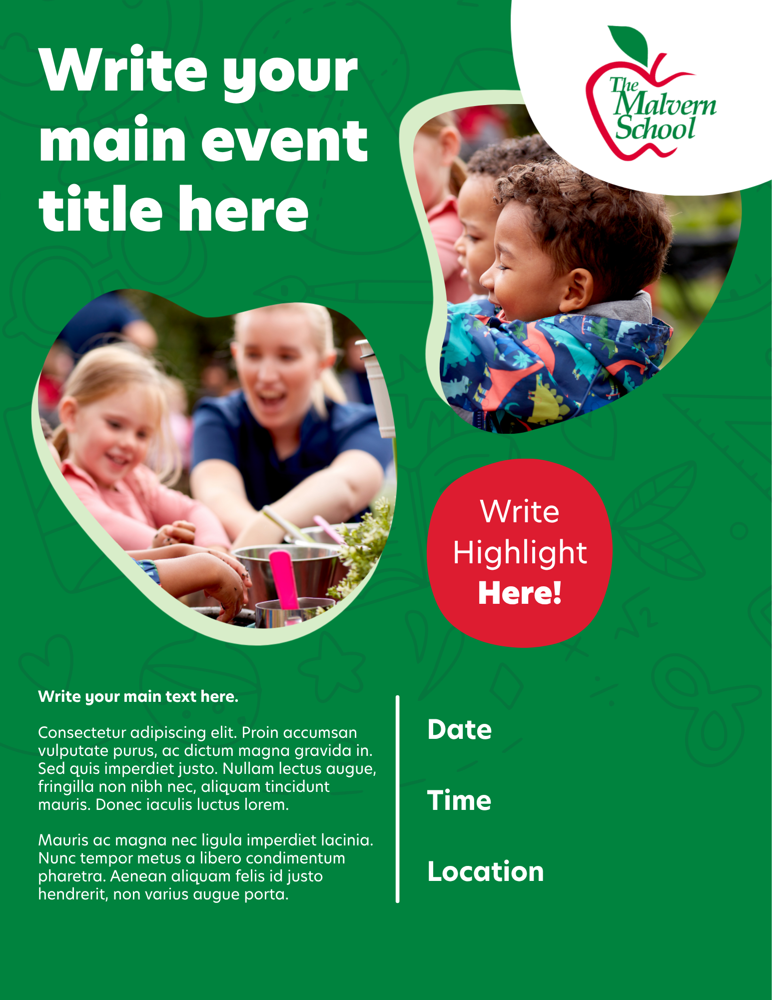 Write your
main event
title here
The
Malvern
School
Write
Highlight
Here!
Write your main text here.
Consectetur adipiscing elit. Proin accumsan
vulputate purus, ac dictum magna gravida in.
Sed quis imperdiet justo. Nullam lectus augue,
fringilla non nibh nec, aliquam tincidunt
mauris. Donec iaculis luctus lorem.
Mauris ac magna nec ligula imperdiet lacinia.
Nunc tempor metus a libero condimentum
pharetra. Aenean aliquam felis id justo
hendrerit, non varius augue porta.
Date
Time
Location